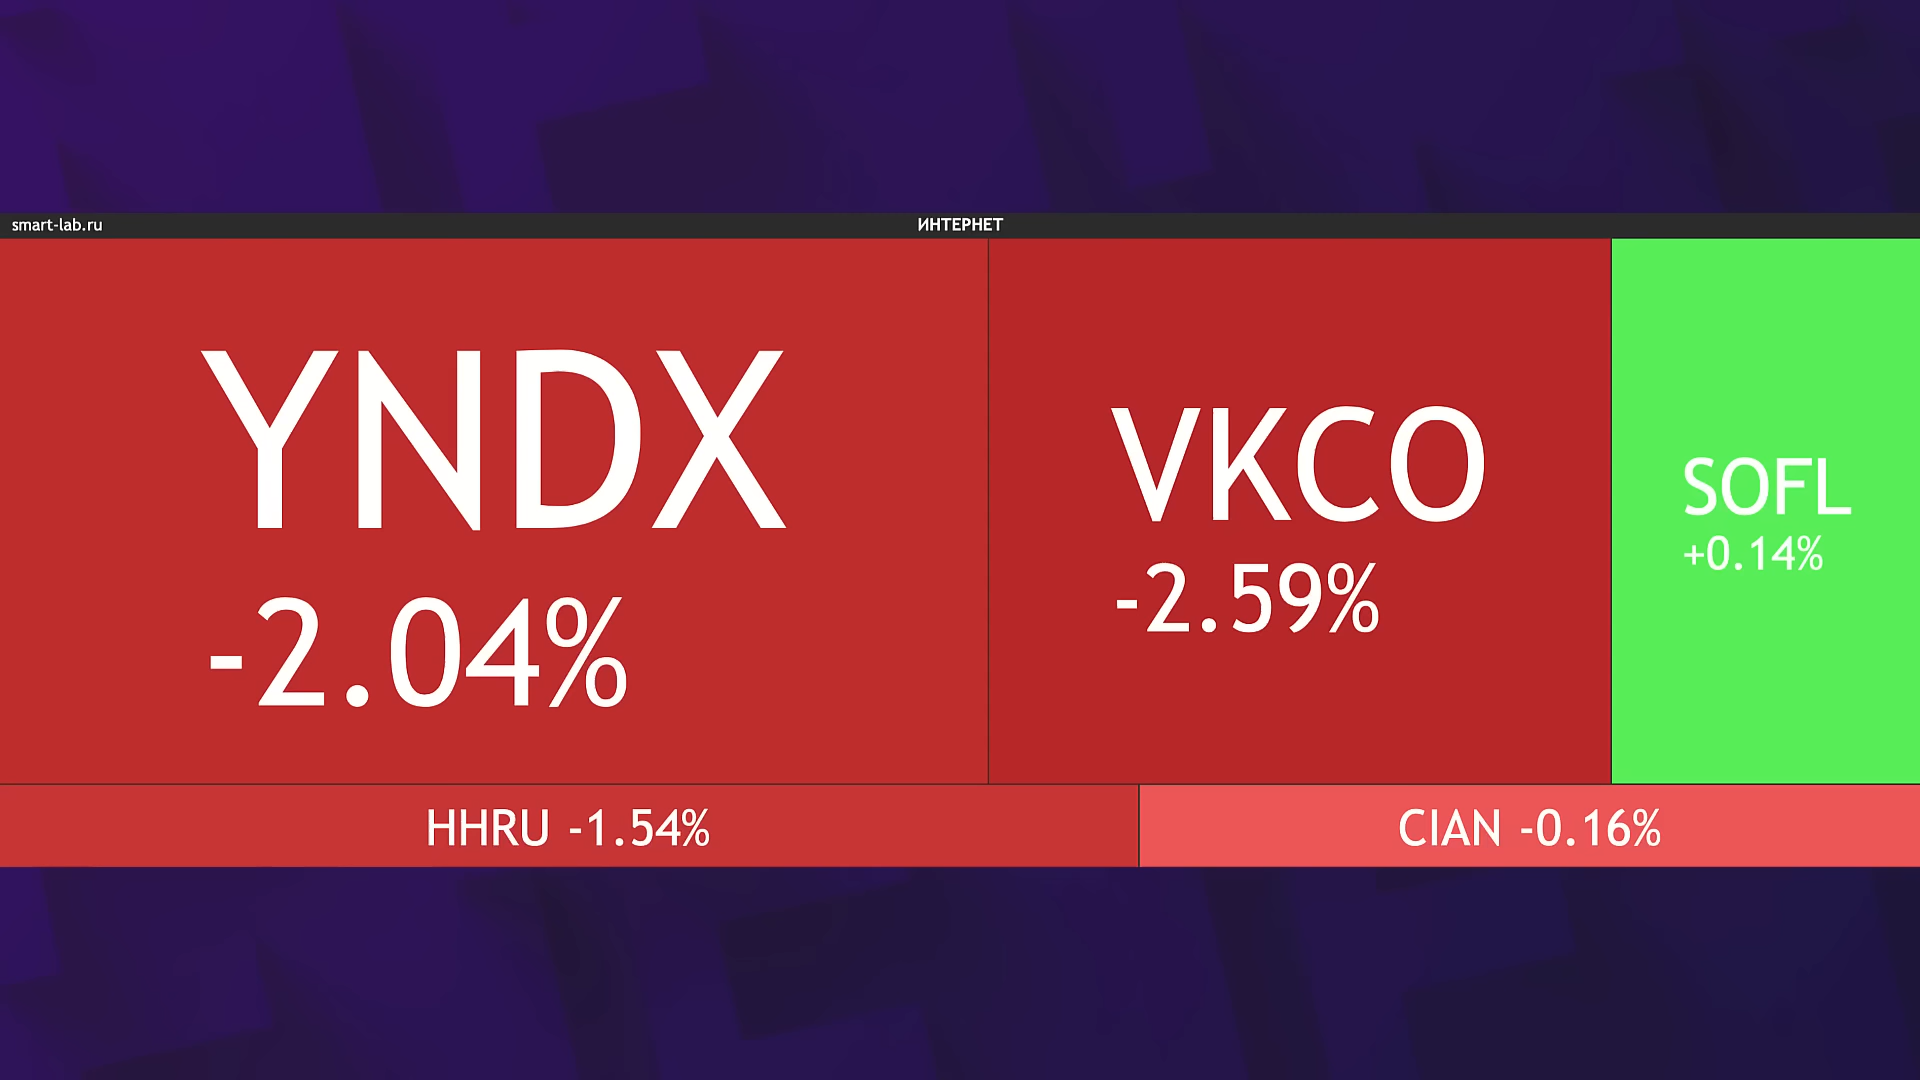 smart-lab.ru
ИНТЕРНЕТ
YNDX
-2.04%
VKCO
-2.59%
SOFL
+0.14%
HHRU -1.54%
CIAN -0.16%